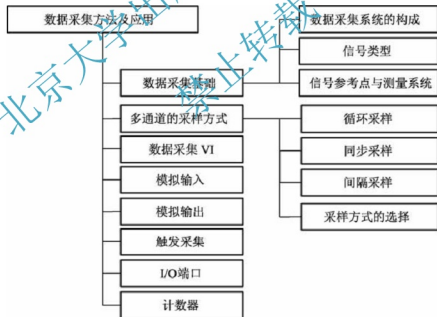 数据采集方法及应用
数据采集系统的构成
信号类型
数据采集基础
信号参考点与测量系统
多通道的采样方式
循环采样
数据采集 VI
同步采样
模拟输入
间隔采样
模拟输出
采样方式的选择
触发采集
I/O端口
计数器
北京大学出
禁止转载